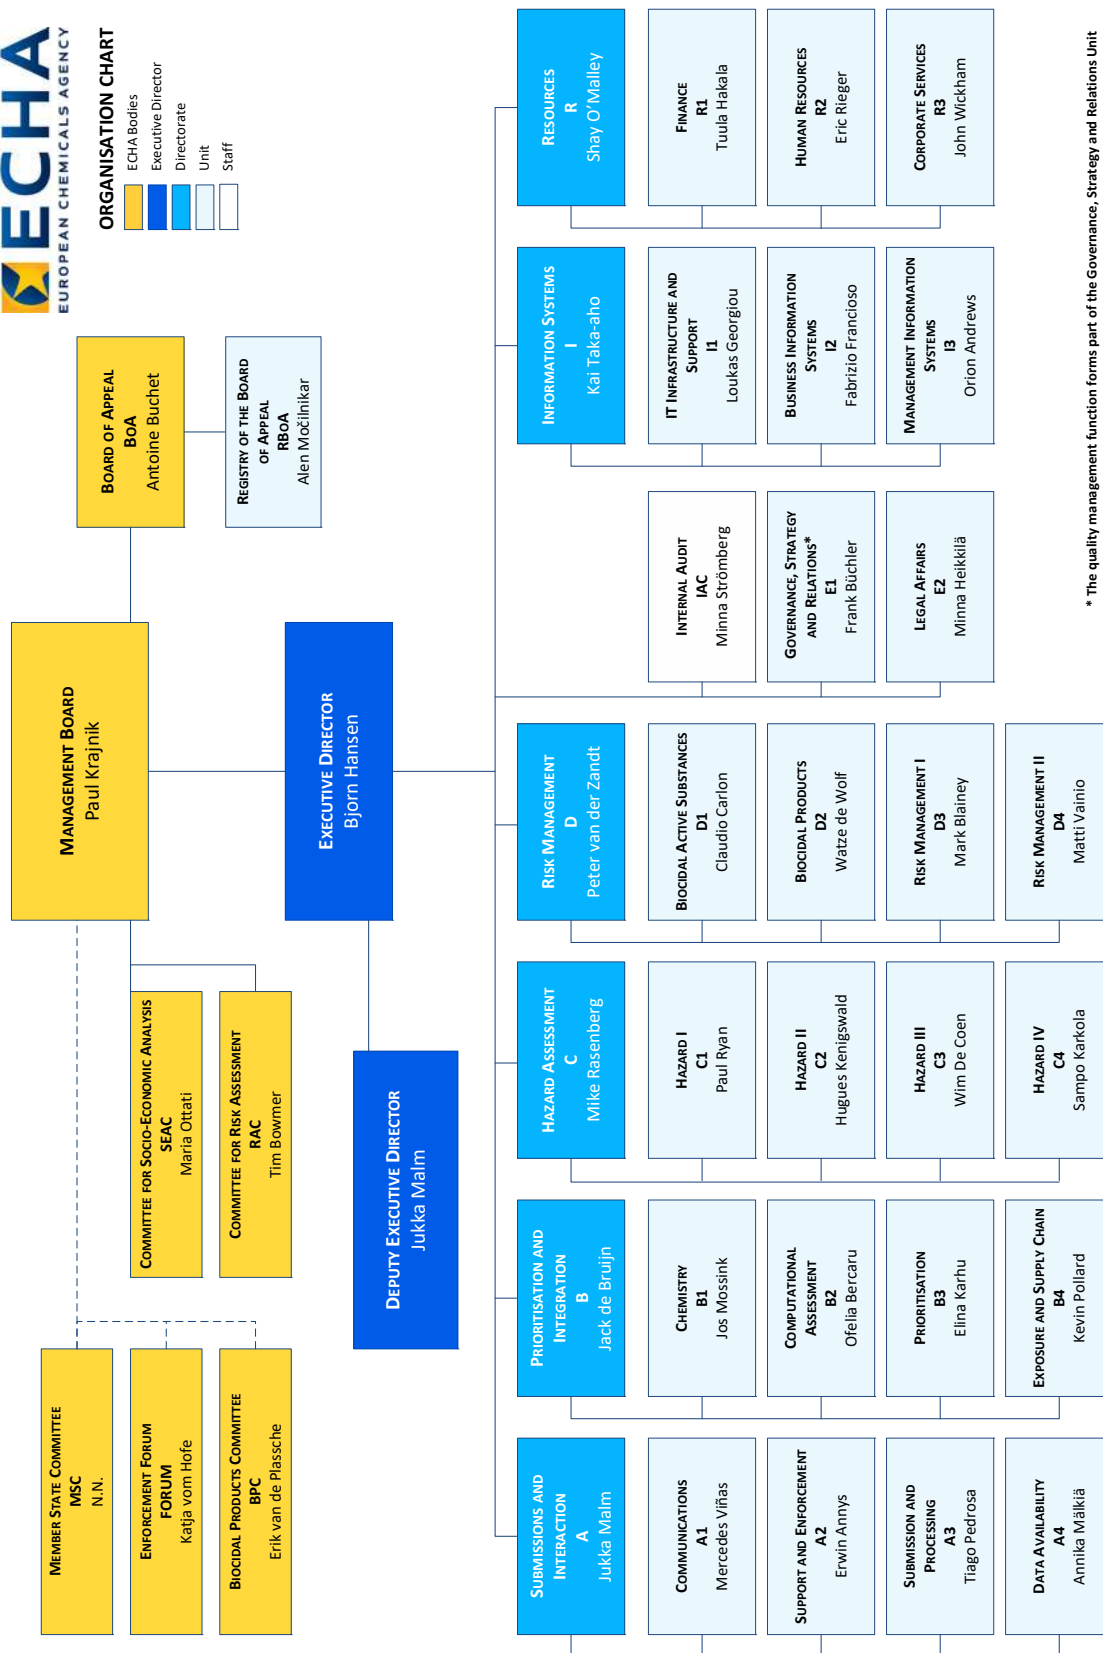 ECHA
EUROPEAN CHEMICALS AGENCY
ORGANISATION CHART
ECHA Bodies
Executive Director
Directorate
Unit
Staff
MANAGEMENT BOARD
Paul Krajnik
BOARD OF APPEAL
BOA
Antoine Buchet
REGISTRY OF THE BOARD
OF APPEAL
RBOA
Alen Močilnikar
MEMBER STATE COMMITTEE
MSC
N.N.
ENFORCEMENT FORUM
FORUM
Katja vom Hofe
BIOCIDAL PRODUCTS COMMITTEE
BPC
Erik van de Plassche
COMMITTEE FOR SOCIO-ECONOMIC ANALYSIS
SEAC
Maria Ottati
COMMITTEE FOR RISK ASSESSMENT
RAC
Tim Bowmer
EXECUTIVE DIRECTOR
Bjorn Hansen
DEPUTY EXECUTIVE DIRECTOR
Jukka Malm
SUBMISSIONS AND
INTERACTION
A
Jukka Malm
COMMUNICATIONS
A1
Mercedes Viñas
SUPPORT AND ENFORCEMENT
A2
Erwin Annys
SUBMISSION AND
PROCESSING
A3
Tiago Pedrosa
DATA AVAILABILITY
A4
Annika Mälkiä
PRIORITISATION AND
INTEGRATION
B
Jack de Bruijn
CHEMISTRY
B1
Jos Mossink
COMPUTATIONAL
ASSESSMENT
B2
Ofelia Bercaru
PRIORITISATION
B3
Elina Karhu
EXPOSURE AND SUPPLY CHAIN
B4
Kevin Pollard
HAZARD ASSESSMENT
C
Mike Rasenberg
HAZARD I
C1
Paul Ryan
HAZARD II
C2
Hugues Kenigswald
HAZARD III
C3
Wim De Coen
HAZARD IV
C4
Sampo Karkola
RISK MANAGEMENT
D
Peter van der Zandt
BIOCIDAL ACTIVE SUBSTANCES
D1
Claudio Carlon
BIOCIDAL PRODUCTS
D2
Watze de Wolf
RISK MANAGEMENT I
D3
Mark Blainey
RISK MANAGEMENT II
D4
Matti Vainio
INTERNAL AUDIT
IAC
Minna Strömberg
GOVERNANCE, STRATEGY
AND RELATIONS*
E1
Frank Büchler
LEGAL AFFAIRS
E2
Minna Heikkilä
INFORMATION SYSTEMS
I
Kai Taka-aho
IT INFRASTRUCTURE AND
SUPPORT
I1
Loukas Georgiou
BUSINESS INFORMATION
SYSTEMS
I2
Fabrizio Francioso
MANAGEMENT INFORMATION
SYSTEMS
I3
Orion Andrews
RESOURCES
R
Shay O'Malley
FINANCE
R1
Tuula Hakala
HUMAN RESOURCES
R2
Eric Rieger
CORPORATE SERVICES
R3
John Wickham
* The quality management function forms part of the Governance, Strategy and Relations Unit